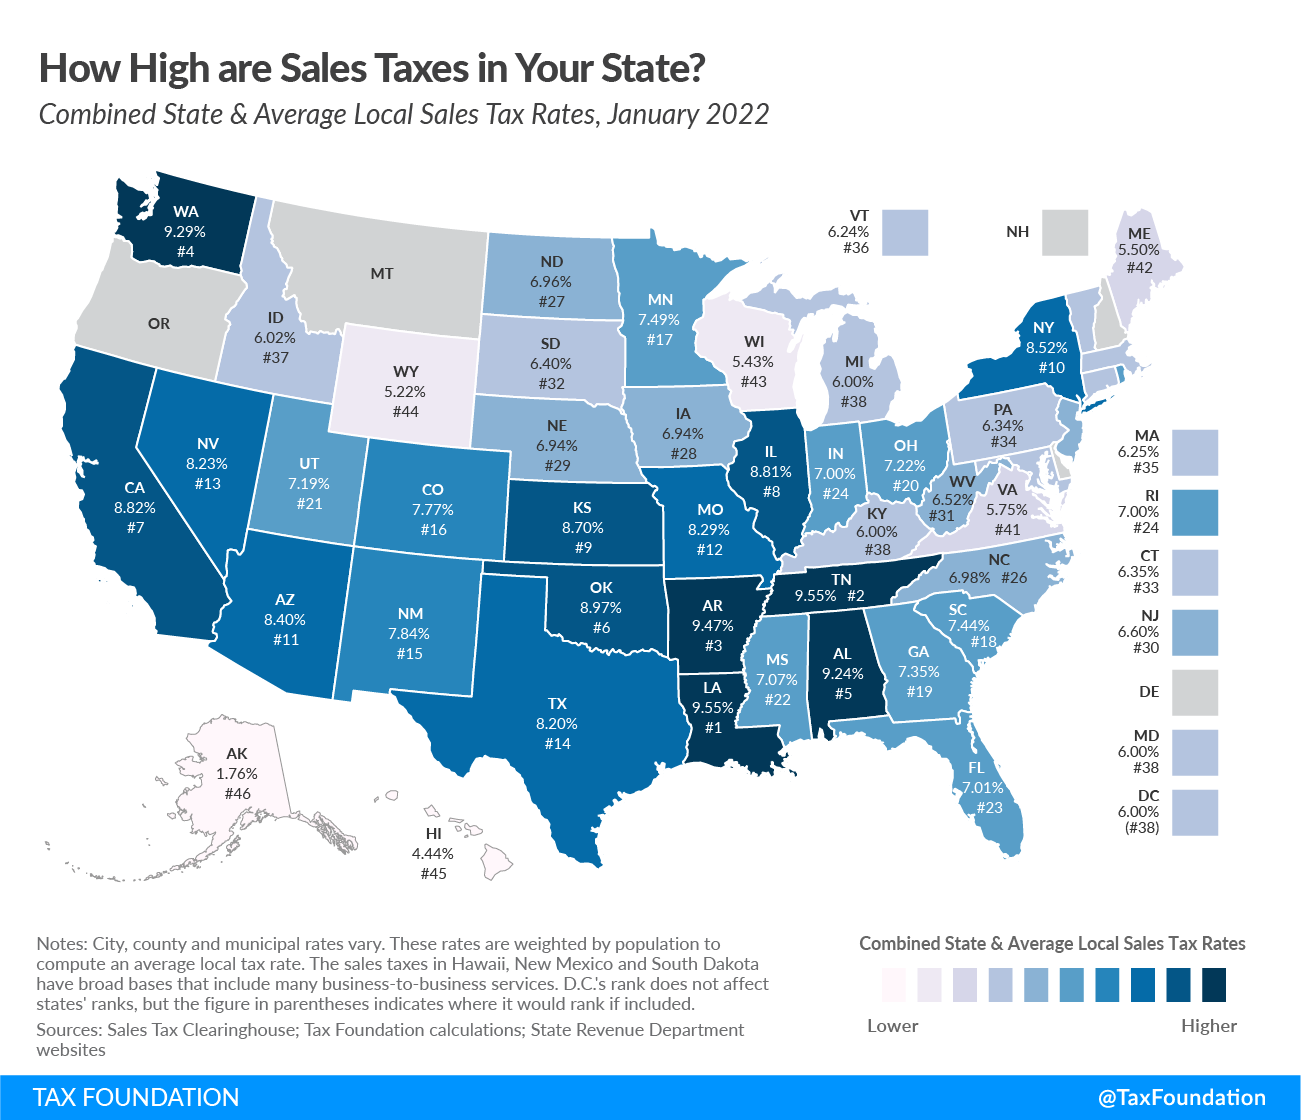 How High are Sales Taxes in Your State?
Combined State & Average Local Sales Tax Rates, January 2022
WA
9.29%
#4
OR
MT
ID
6.02%
#37
WY
5.22%
#44
ND
6.96%
#27
SD
6.40%
#32
NE
6.94%
#29
MN
7.49%
#17
WI
5.43%
#43
MI
6.00%
#38
IA
6.94%
#28
VT
6.24%
#36
NH
ME
5.50%
#42
NY
8.52%
#10
PA
6.34%
#34
NV
8.23%
#13
UT
7.19%
#21
CA
8.82%
#7
CO
7.77%
#16
KS
8.70%
#9
MO
8.29%
#12
IL
8.81%
#8
IN
7.00%
#24
OH
7.22%
#20
WV
6.52%
#31
VA
5.75%
#41
KY
6.00%
#38
NC
6.98% #26
TN
9.55% #2
SC
7.44%
#18
AZ
8.40%
#11
NM
7.84%
#15
OK
8.97%
#6
AR
9.47%
#3
TX
8.20%
#14
LA
9.55%
#1
MS
7.07%
#22
AL
9.24%
#5
GA
7.35%
#19
FL
7.01%
#23
AK
1.76%
#46
HI
4.44%
#45
MA
6.25%
#35
RI
7.00%
#24
CT
6.35%
#33
NJ
6.60%
#30
DE
MD
6.00%
#38
DC
6.00%
(#38)
Notes: City, county and municipal rates vary. These rates are weighted by population to
compute an average local tax rate. The sales taxes in Hawaii, New Mexico and South Dakota
have broad bases that include many business-to-business services. D.C.'s rank does not affect
states' ranks, but the figure in parentheses indicates where it would rank if included.
Sources: Sales Tax Clearinghouse; Tax Foundation calculations; State Revenue Department
websites
Combined State & Average Local Sales Tax Rates
Lower
Higher
TAX FOUNDATION
@TaxFoundation